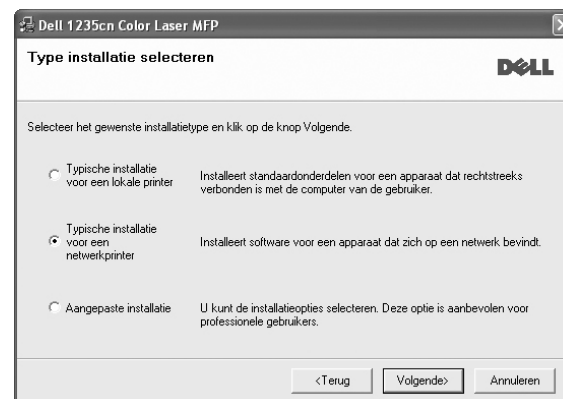 Dell 1235cn Color Laser MFP
Type installatie selecteren
DELL
Selecteer het gewenste installatietype en klik op de knop Volgende.
Typische installatie
voor een lokale printer
Installeert standaardonderdelen voor een apparaat dat rechtstreeks
verbonden is met de computer van de gebruiker.
Typische installatie
voor een
netwerkprinter
Installeert software voor een apparaat dat zich op een netwerk bevindt.
Aangepaste installatie
U kunt de installatieopties selecteren. Deze optie is aanbevolen voor
professionele gebruikers.
<Terug
Volgende>
Annuleren